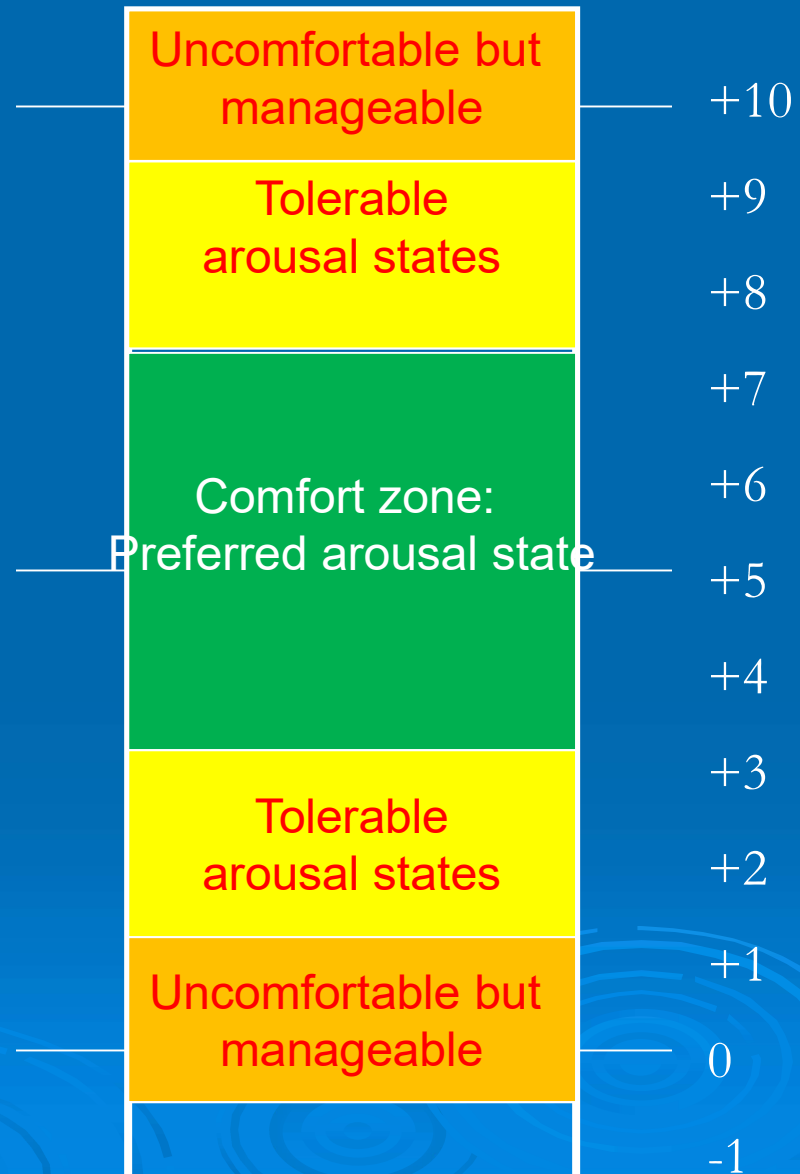 Uncomfortable but
manageable
+10
Tolerable
arousal states
+9
+8
+7
Comfort zone:
Preferred arousal state
+6
+5
+4
+3
Tolerable
arousal states
+2
+1
Uncomfortable but
manageable
0
-1